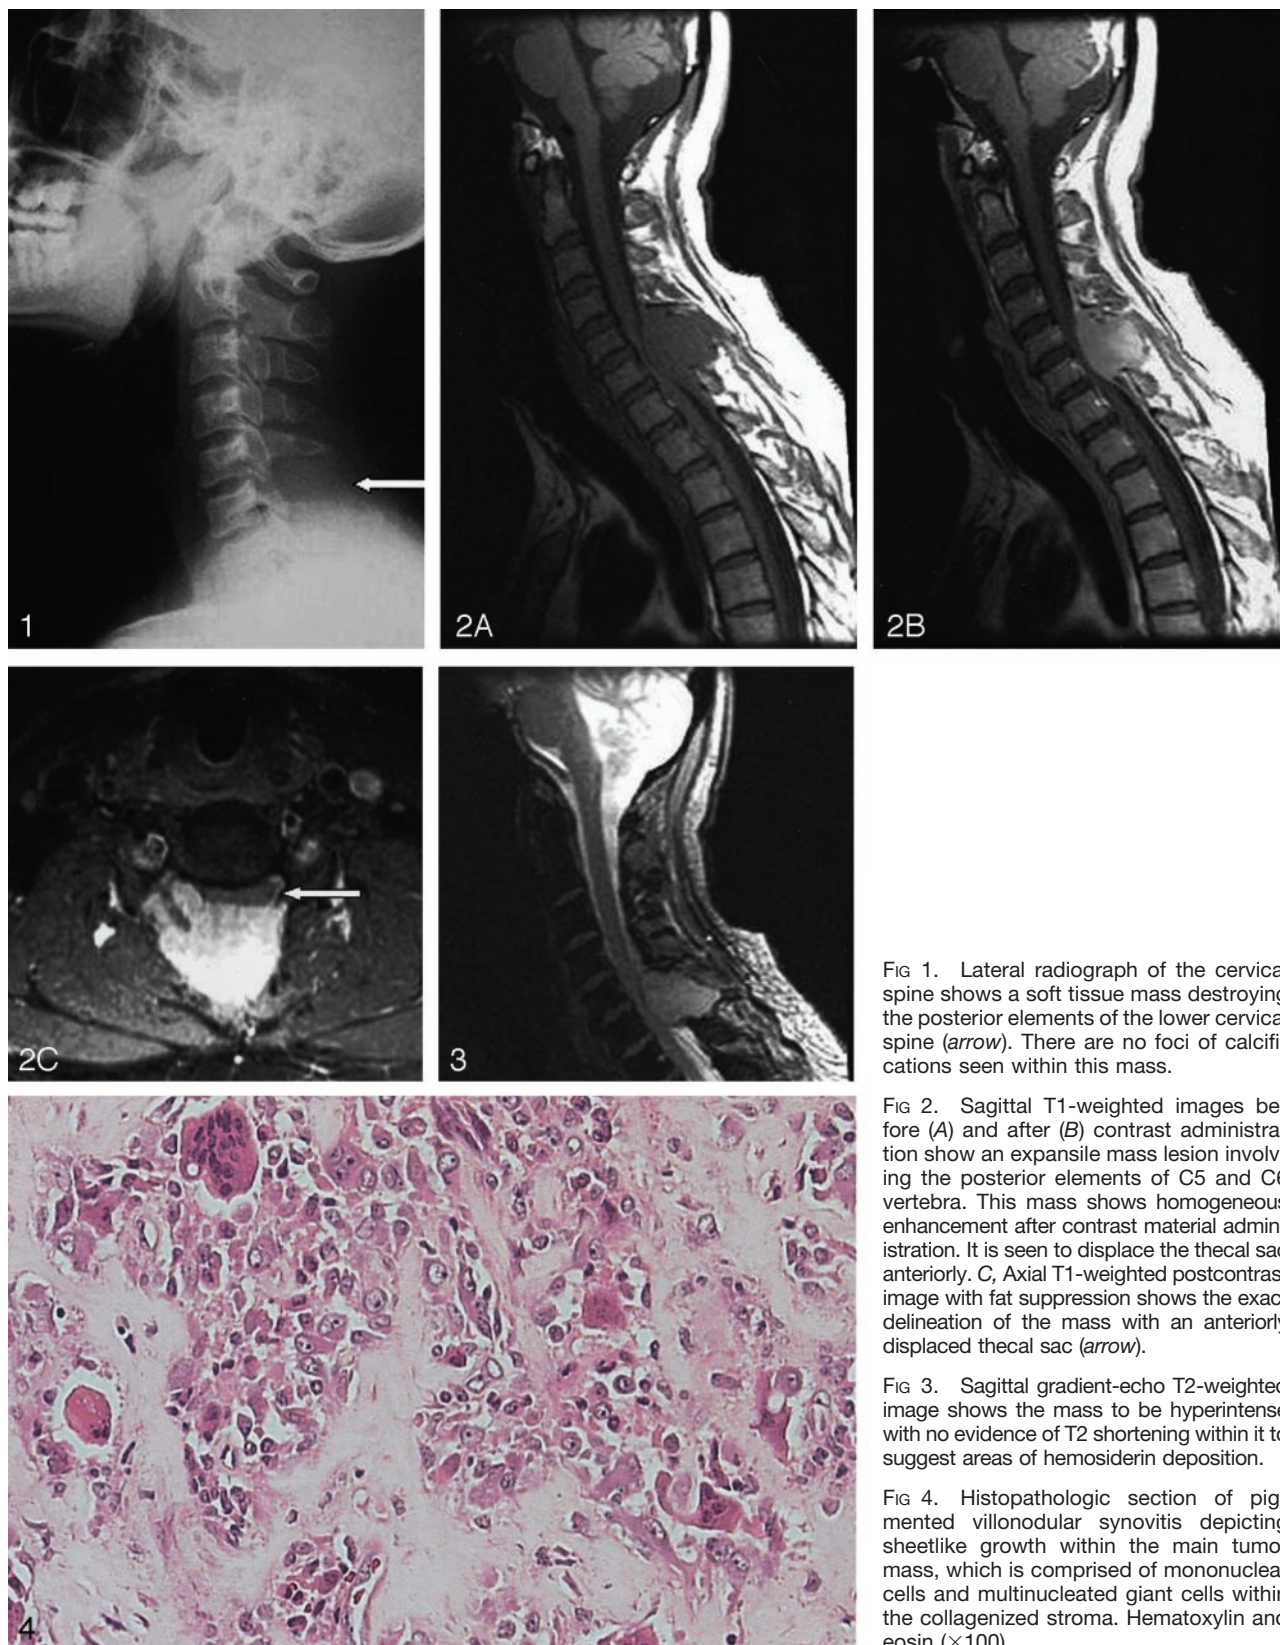 1
2A
2B
2C
3
4
FIG 1. Lateral radiograph of the cervica
spine shows a soft tissue mass destroying
the posterior elements of the lower cervica
spine (arrow). There are no foci of calcifi
cations seen within this mass.
FIG 2. Sagittal T1-weighted images be
fore (A) and after (B) contrast administra
tion show an expansile mass lesion involv
ing the posterior elements of C5 and C6
vertebra. This mass shows homogeneous
enhancement after contrast material admin
istration. It is seen to displace the thecal sac
anteriorly. C, Axial T1-weighted postcontras
image with fat suppression shows the exac
delineation of the mass with an anteriorly
displaced thecal sac (arrow).
FIG 3. Sagittal gradient-echo T2-weighted
image shows the mass to be hyperintense
with no evidence of T2 shortening within it to
suggest areas of hemosiderin deposition.
FIG 4. Histopathologic section of pig
mented villonodular synovitis depicting
sheetlike growth within the main tumo
mass, which is comprised of mononuclea
cells and multinucleated giant cells within
the collagenized stroma. Hematoxylin and
eosin (×100)